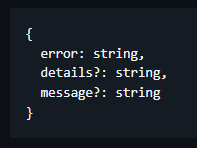 {
  error: string,
  details?: string,
  message?: string
}